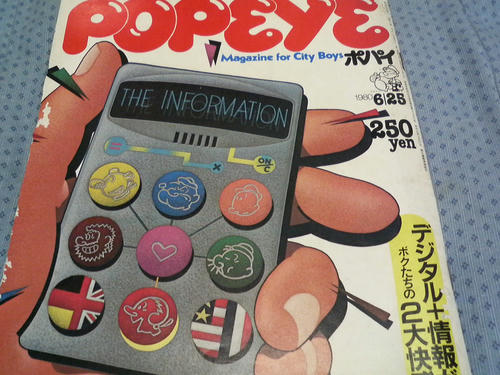 POPEYE
Magazine for City Boys ポパイ
1980 6/25
250
yen
THE INFORMATION
=
×
ON/C
デジタル+情報
ボクたちの2大快